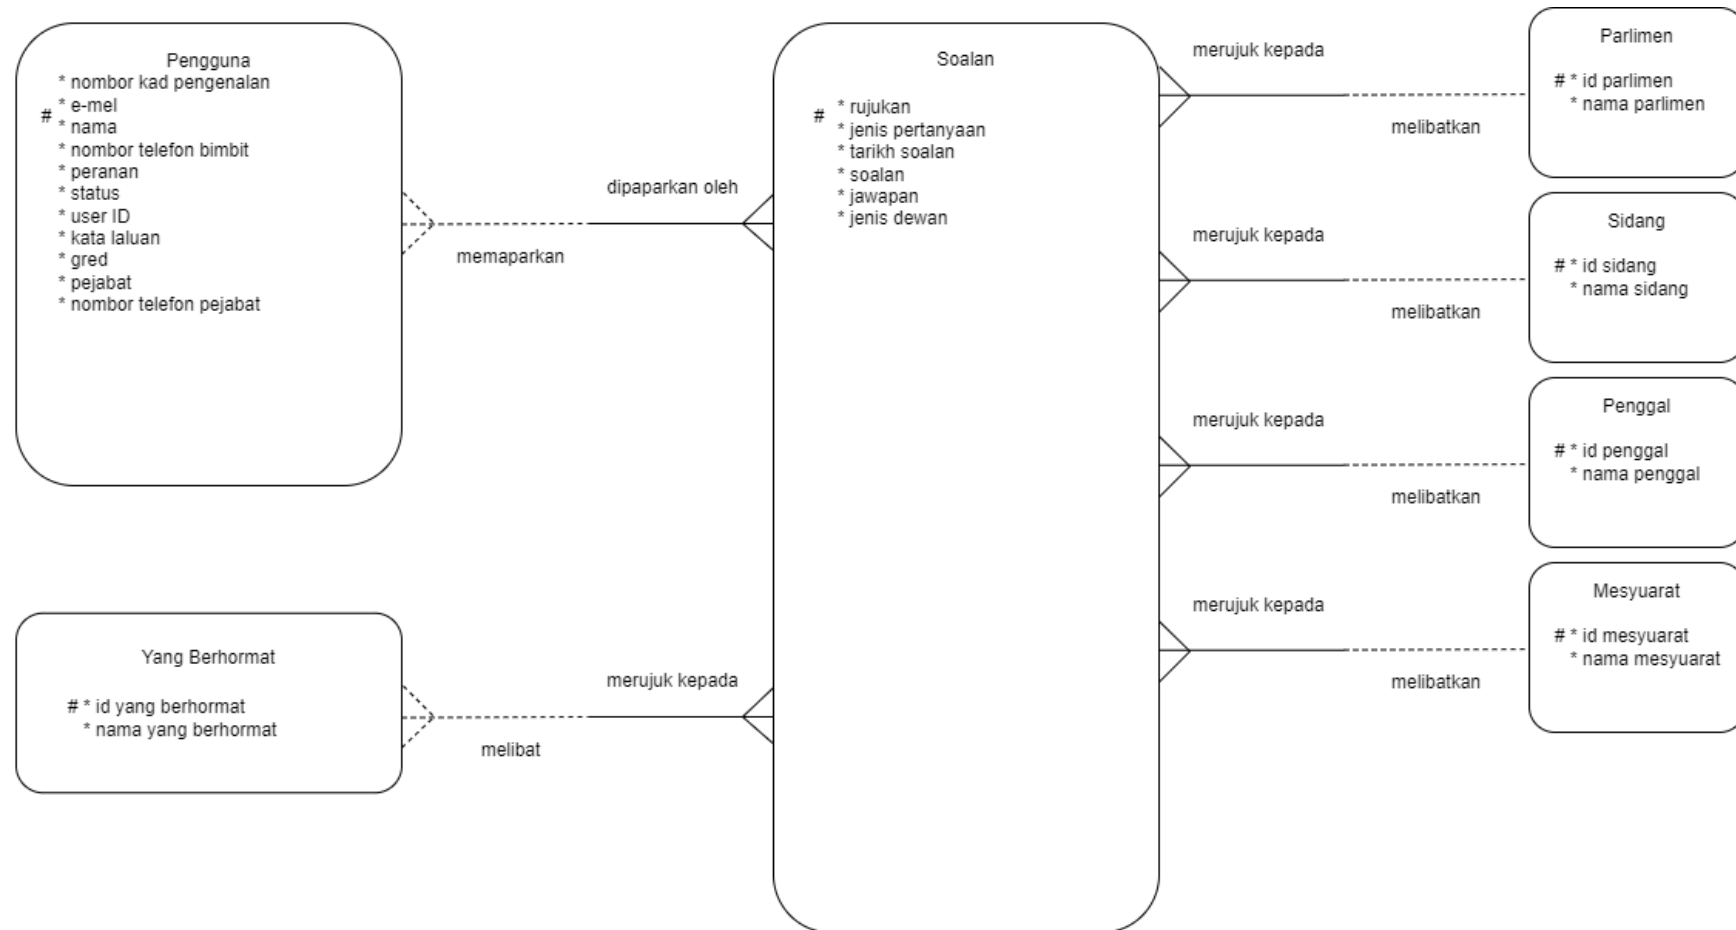 Pengguna
* nombor kad pengenalan
* e-mel
#
* nama
* nombor telefon bimbit
* peranan
* status
* user ID
* kata laluan
* gred
* pejabat
* nombor telefon pejabat
dipaparkan oleh
memaparkan
Yang Berhormat
# * id yang berhormat
* nama yang berhormat
merujuk kepada
melibat
Soalan
* rujukan
#
* jenis pertanyaan
* tarikh soalan
* soalan
* jawapan
* jenis dewan
merujuk kepada
melibatkan
Parlimen
# * id parlimen
* nama parlimen
merujuk kepada
melibatkan
Sidang
# * id sidang
* nama sidang
merujuk kepada
melibatkan
Penggal
# * id penggal
* nama penggal
merujuk kepada
melibatkan
Mesyuarat
# * id mesyuarat
* nama mesyuarat